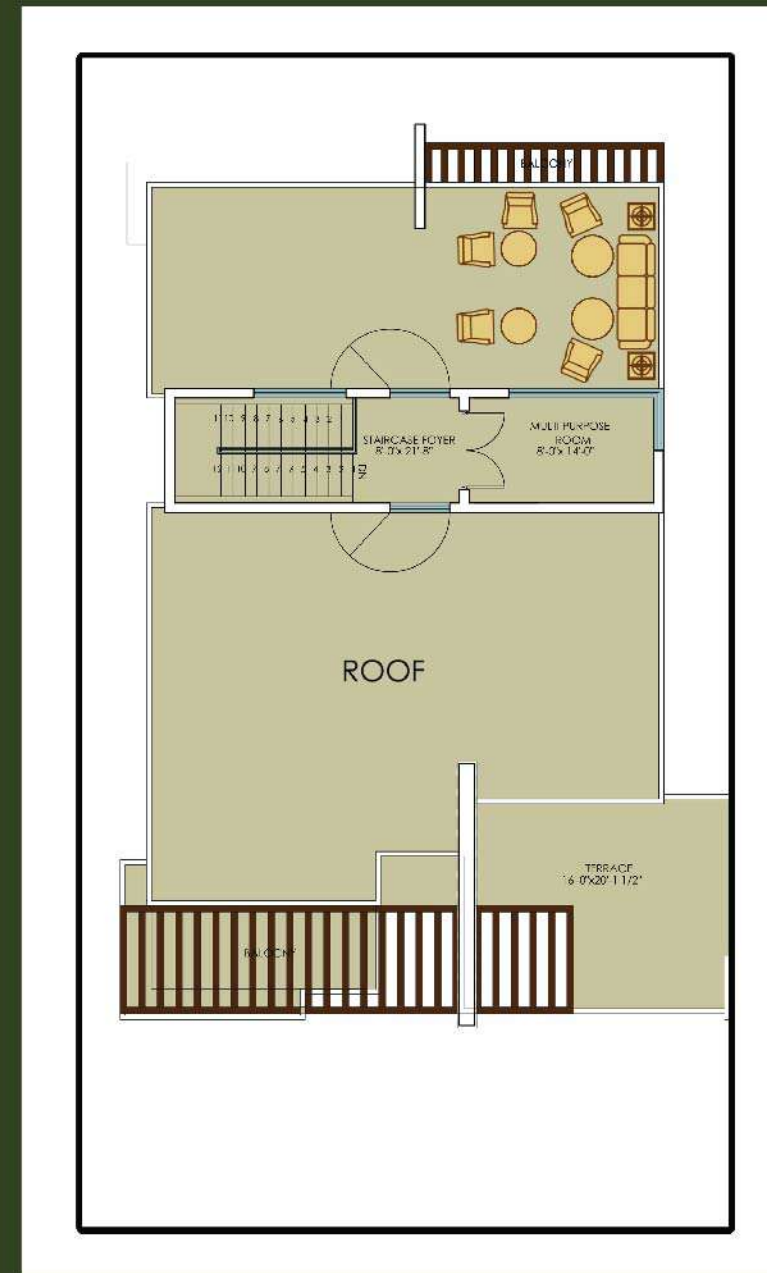 BALCONY
STAIRCASE FOYER
8'-0"x 21'-8"
MULTI PURPOSE
ROOM
8'-0"x 14'-0"
DN
ROOF
TERRACE
16'-0"x20'-1 1/2"
BALCONY